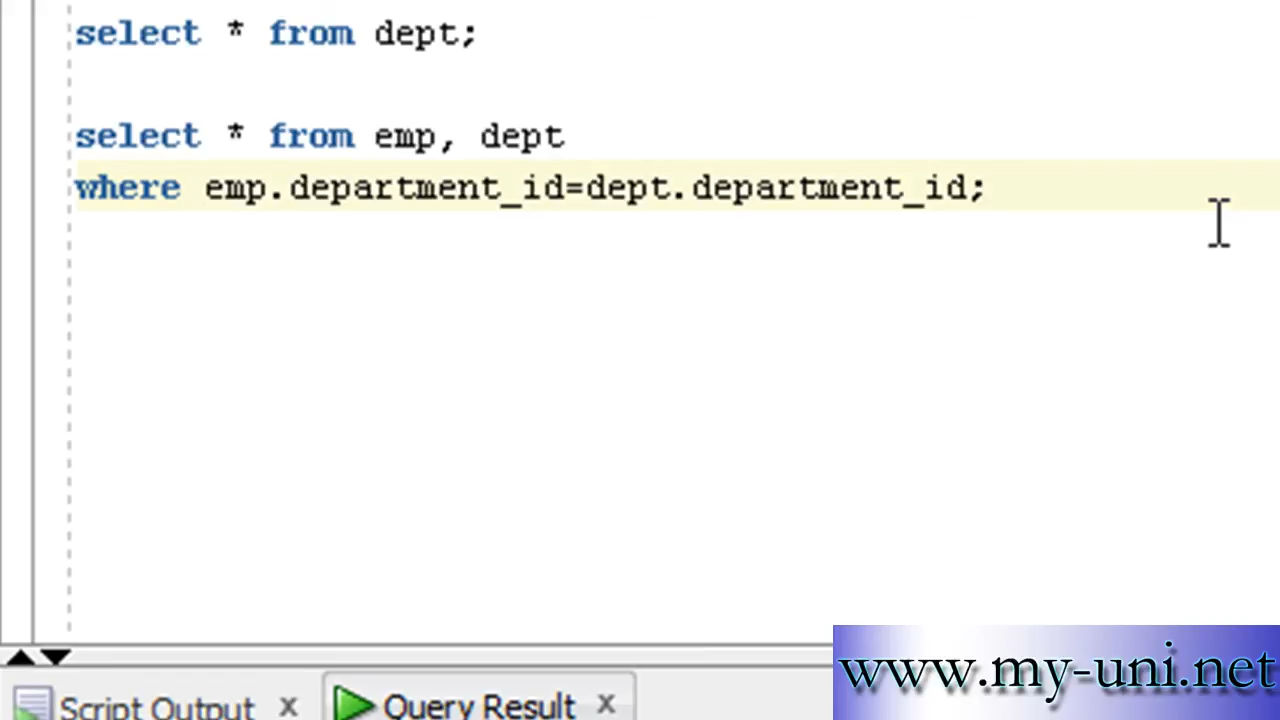 select * from dept;
select * from emp, dept
where emp.department_id=dept.department_id;
www.my-uni.net
Script Output x
Query Result x